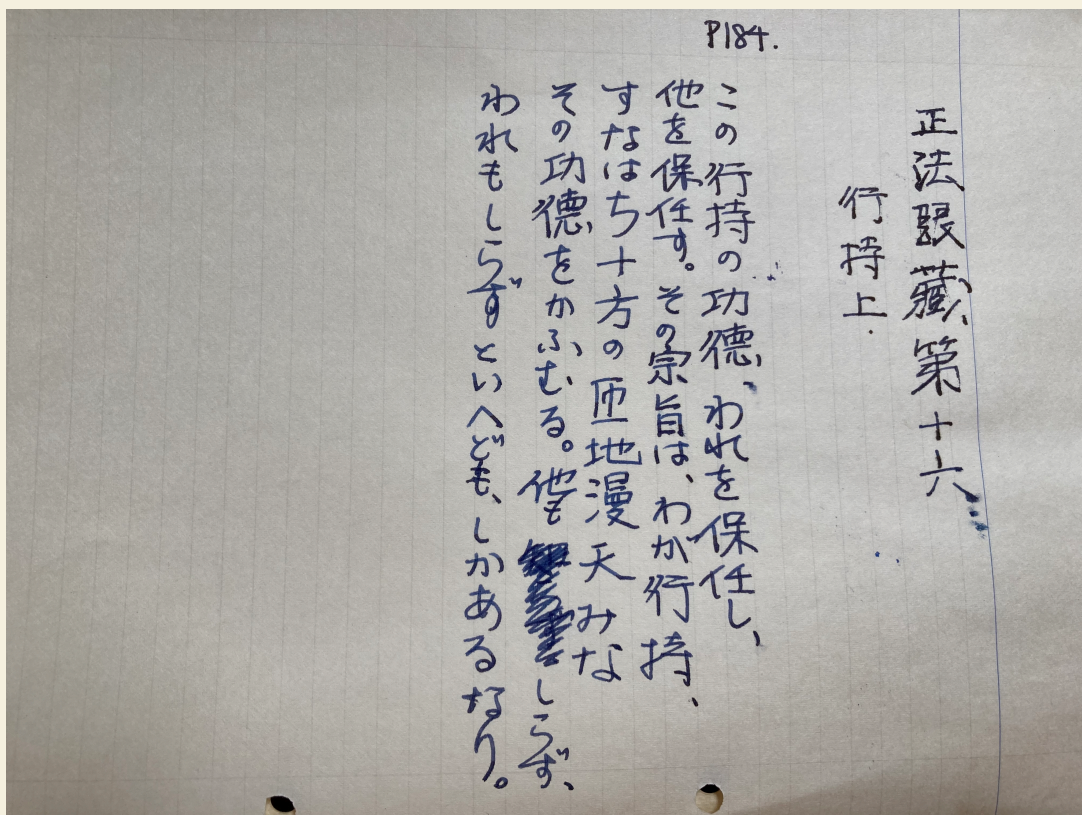 P184.
正法眼藏第十六
行持上.
この行持の功德、われを保任し、
他を保任す。その宗旨は、わが行持、
すなはち十方の匝地漫天みな
その功德をかふむる。他もしらず、
われもしらずといへども、しかあるなり。